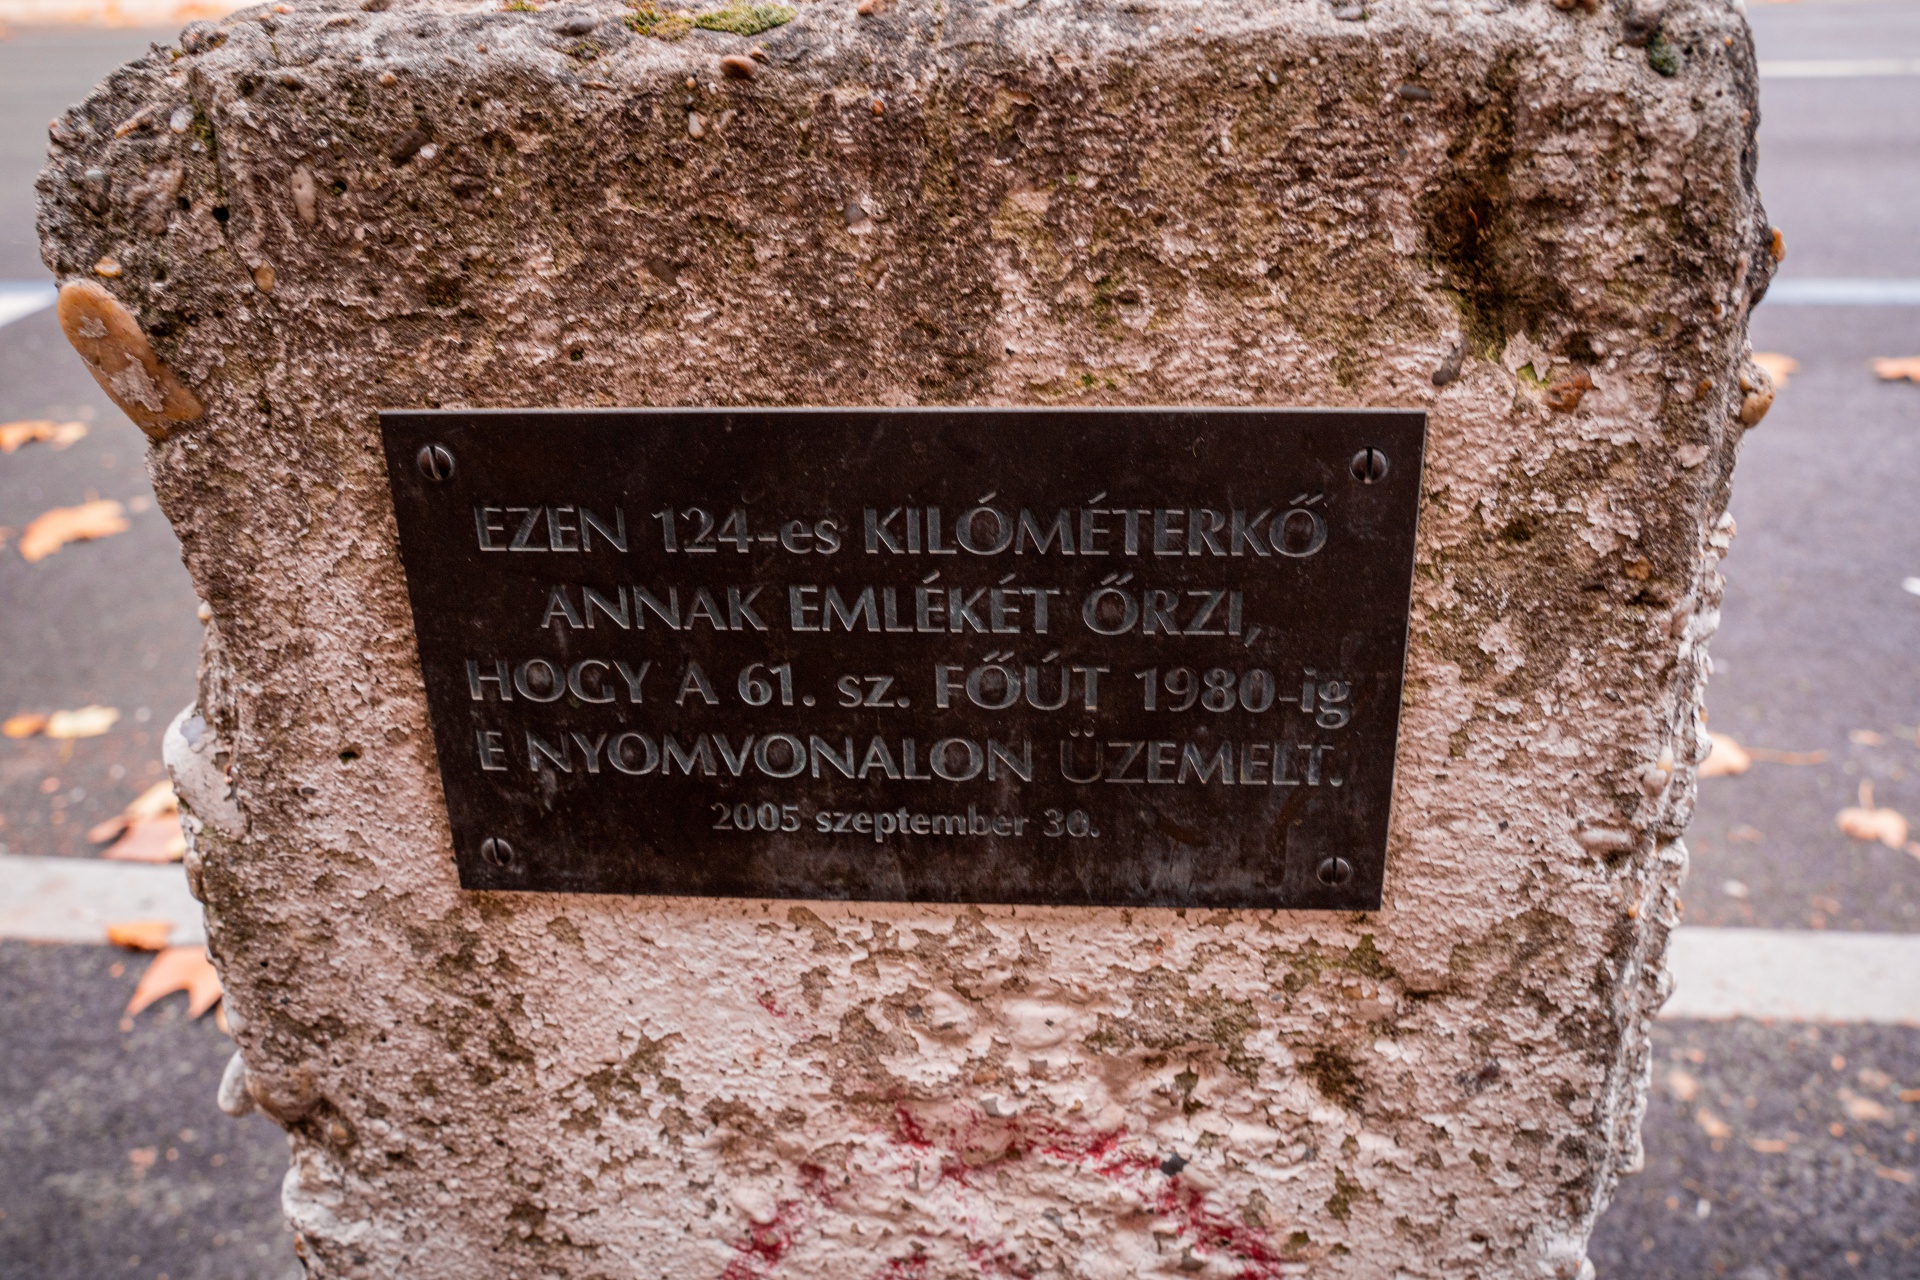 EZEN 124-es KILÓMÉTERKŐ
ANNAK EMLÉKÉT ŐRZI,
HOGY A 61. sz. FŐÚT 1980-ig
E NYOMVONALON ÜZEMELT.
2005 szeptember 30.